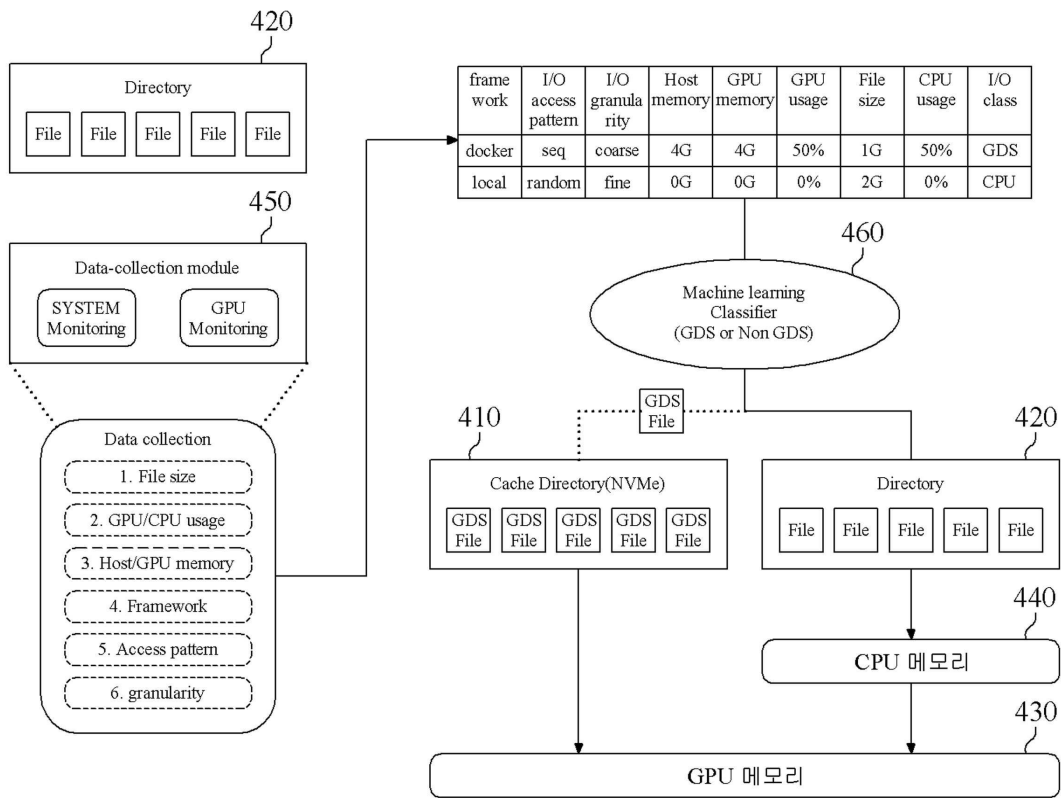 420
Directory
File File File File File
450
Data-collection module
SYSTEM
Monitoring
GPU
Monitoring
Data collection
1. File size
2. GPU/CPU usage
3. Host/GPU memory
4. Framework
5. Access pattern
6. granularity
frame
work
I/O
access
pattern
I/O
granula
rity
Host
memory
GPU
memory
GPU
usage
File
size
CPU
usage
I/O
class
docker seq coarse 4G 4G 50% 1G 50% GDS
local random fine 0G 0G 0% 2G 0% CPU
460
Machine learning
Classifier
(GDS or Non GDS)
GDS
File
410
Cache Directory(NVMe)
GDS
File
GDS
File
GDS
File
GDS
File
GDS
File
420
Directory
File File File File File
440
CPU 메모리
430
GPU 메모리